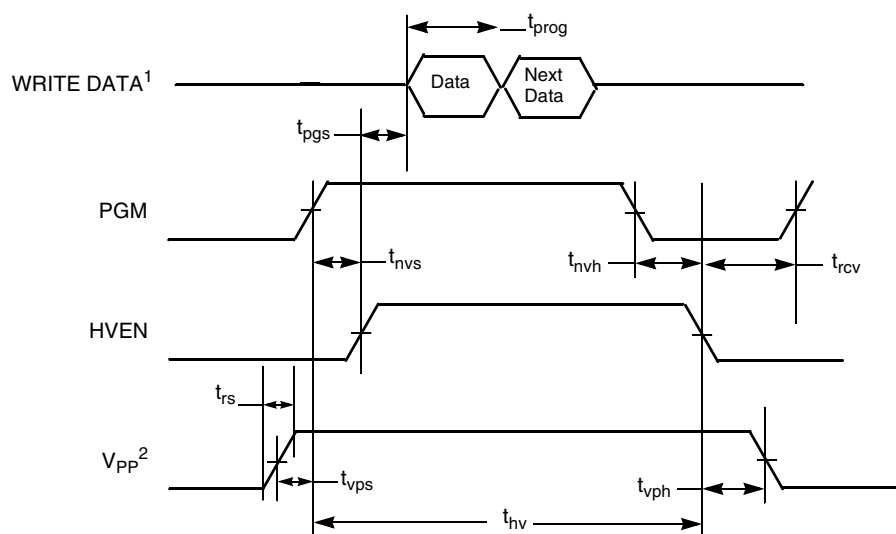 t_prog
WRITE DATA¹
Data
Next
Data
t_pgs
PGM
t_nvs
t_nvh
t_rcv
HVEN
t_rs
V_PP²
t_vps
t_vph
t_hv